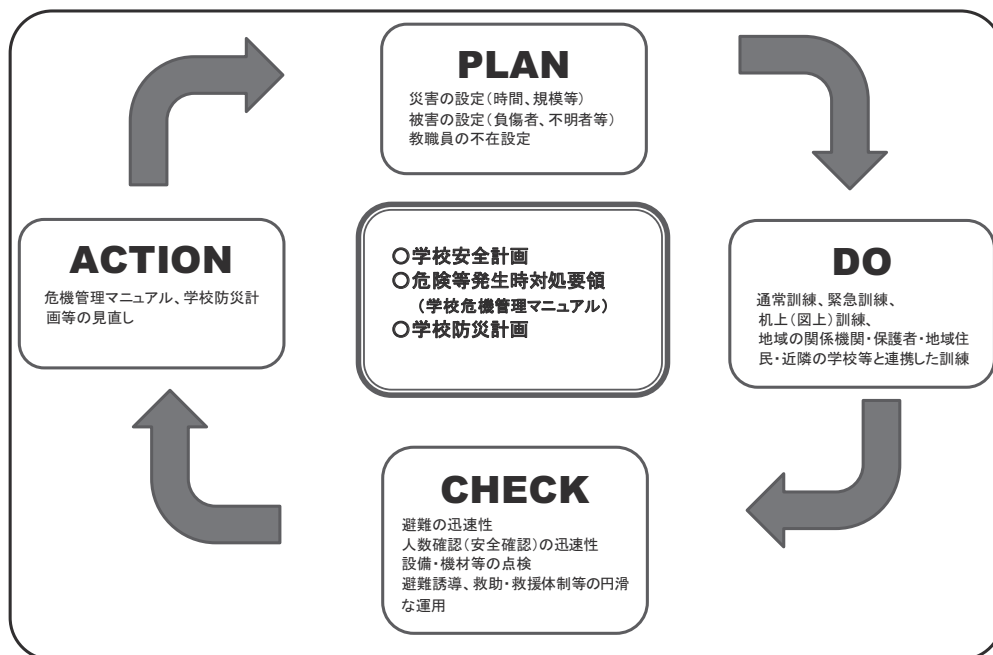 PLAN
災害の設定(時間、規模等)
被害の設定(負傷者、不明者等)
教職員の不在設定
ACTION
危機管理マニュアル、学校防災計
画等の見直し
○学校安全計画
○危険等発生時対処要領
(学校危機管理マニュアル)
○学校防災計画
DO
通常訓練、緊急訓練、
机上(図上)訓練、
地域の関係機関・保護者・地域住
民・近隣の学校等と連携した訓練
CHECK
避難の迅速性
人数確認(安全確認)の迅速性
設備・機材等の点検
避難誘導、救助・救援体制等の円滑
な運用